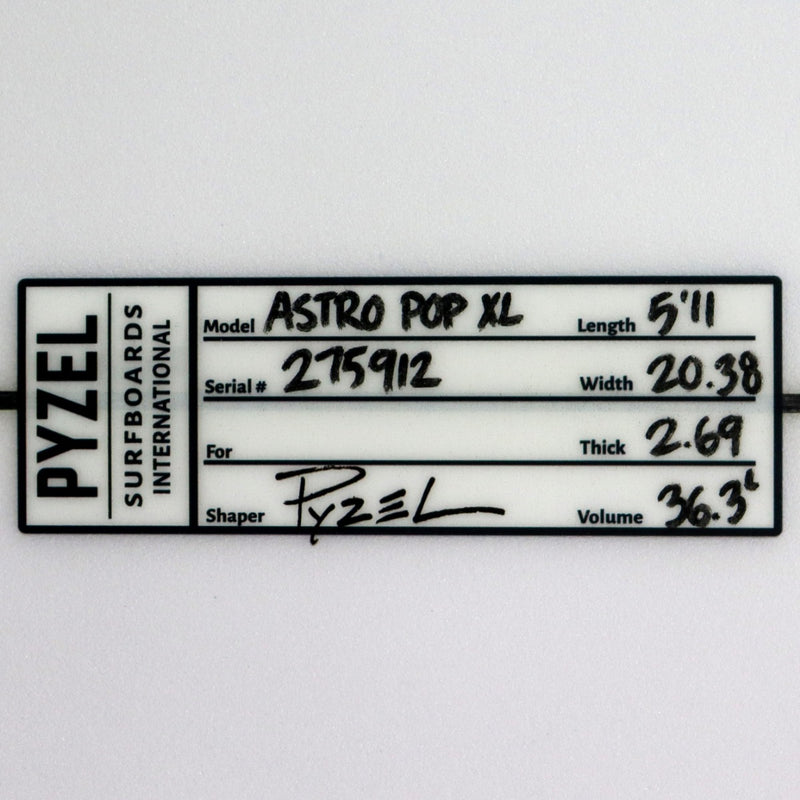 PYZEL
SURFBOARDS
INTERNATIONAL
Model ASTRO POP XL Length 5'11
Serial # 275912 Width 20.38
For Thick 2.69
Shaper Pyzel Volume 36.3L